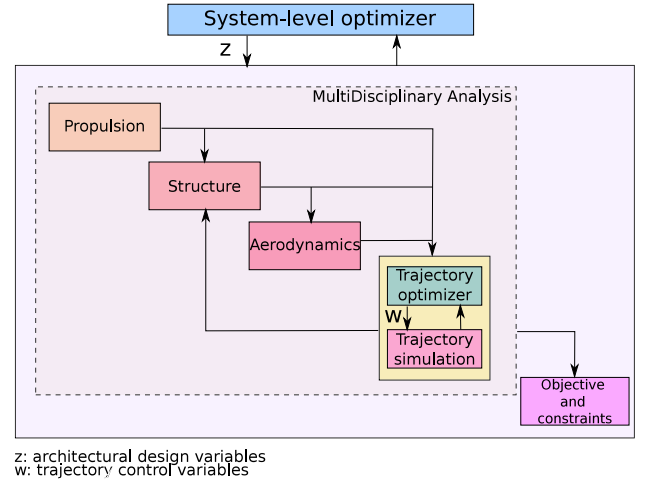 System-level optimizer
z
MultiDisciplinary Analysis
Propulsion
Structure
Aerodynamics
Trajectory
optimizer
w
Trajectory
simulation
Objective
and
constraints
z: architectural design variables
w: trajectory control variables